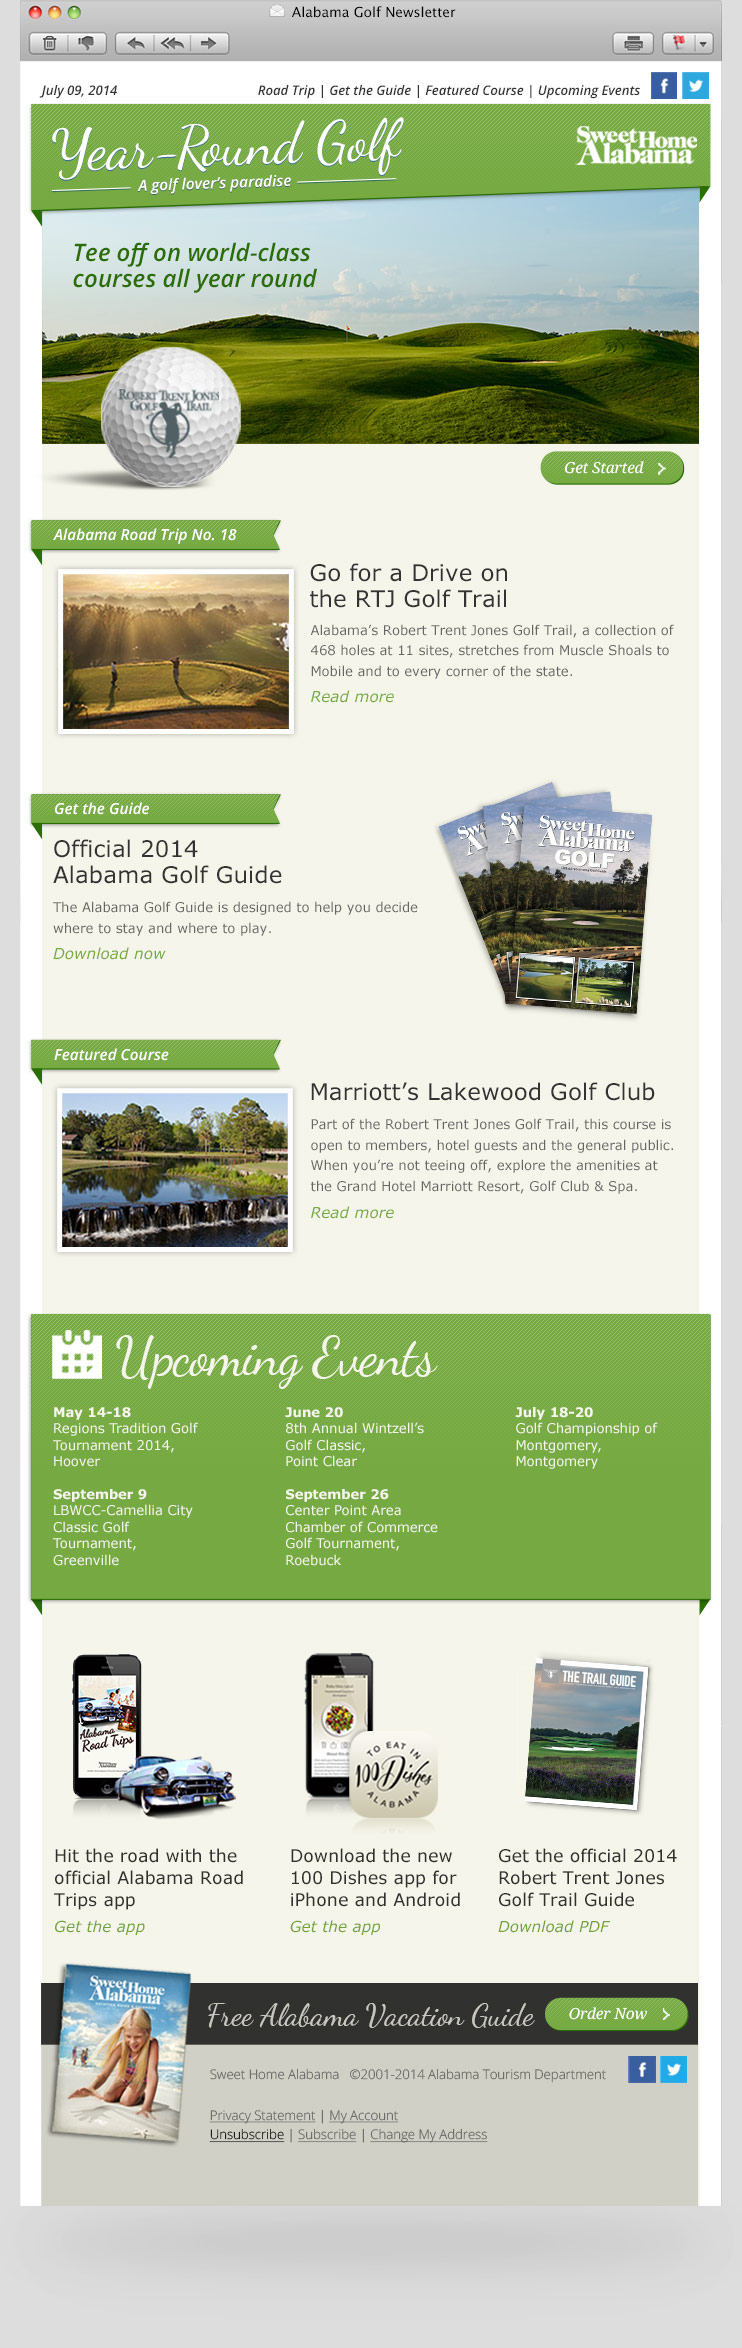 Alabama Golf Newsletter
July 09, 2014
Road Trip | Get the Guide | Featured Course | Upcoming Events
Year-Round Golf
A golf lover's paradise
Sweet Home
Alabama
Tee off on world-class
courses all year round
Robert Trent Jones
Golf Trail
Get Started
Alabama Road Trip No. 18
Go for a Drive on
the RTJ Golf Trail
Alabama's Robert Trent Jones Golf Trail, a collection of
468 holes at 11 sites, stretches from Muscle Shoals to
Mobile and to every corner of the state.
Read more
Get the Guide
Official 2014
Alabama Golf Guide
The Alabama Golf Guide is designed to help you decide
where to stay and where to play.
Download now
Sweet Home
Alabama
GOLF
Featured Course
Marriott's Lakewood Golf Club
Part of the Robert Trent Jones Golf Trail, this course is
open to members, hotel guests and the general public.
When you're not teeing off, explore the amenities at
the Grand Hotel Marriott Resort, Golf Club & Spa.
Read more
Upcoming Events
May 14-18
Regions Tradition Golf
Tournament 2014,
Hoover
June 20
8th Annual Wintzell's
Golf Classic,
Point Clear
July 18-20
Golf Championship of
Montgomery,
Montgomery
September 9
LBWCC-Camellia City
Classic Golf
Tournament,
Greenville
September 26
Center Point Area
Chamber of Commerce
Golf Tournament,
Roebuck
Alabama
Road Trips
TO EAT IN
100 Dishes
ALABAMA
THE TRAIL GUIDE
Hit the road with the
official Alabama Road
Trips app
Get the app
Download the new
100 Dishes app for
iPhone and Android
Get the app
Get the official 2014
Robert Trent Jones
Golf Trail Guide
Download PDF
Sweet Home
Alabama
Free Alabama Vacation Guide
Order Now
Sweet Home Alabama ©2001-2014 Alabama Tourism Department
Privacy Statement | My Account
Unsubscribe | Subscribe | Change My Address